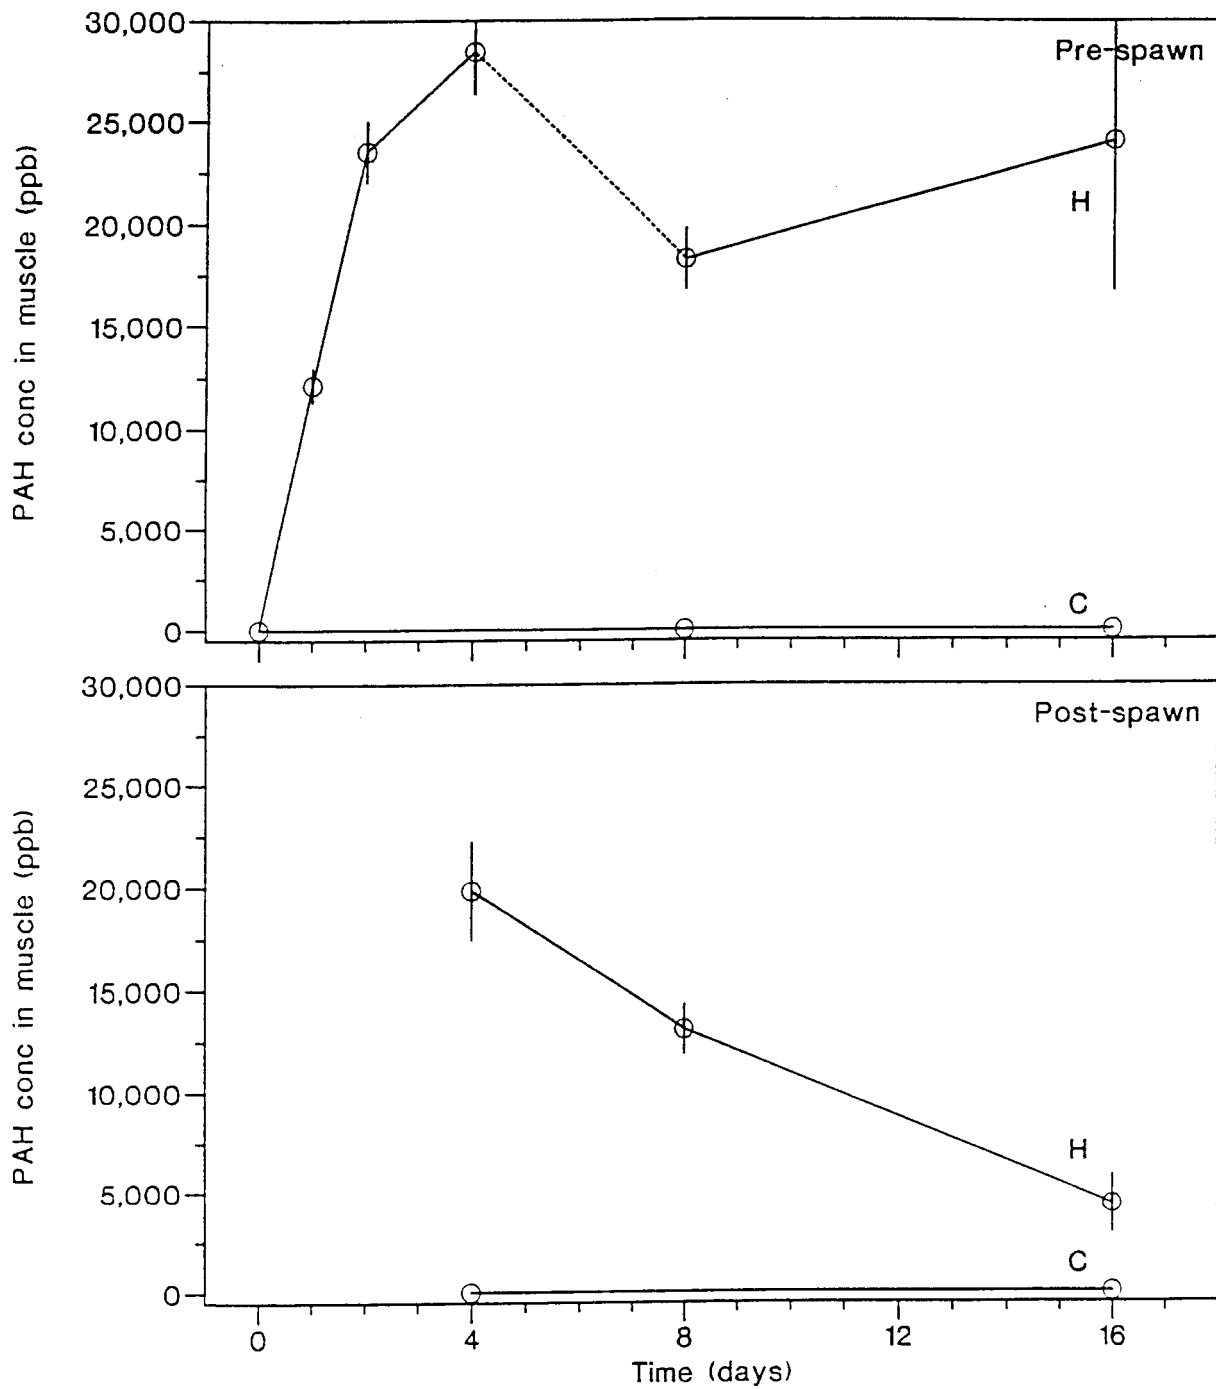 Pre-spawn
30,000
25,000
20,000
15,000
10,000
5,000
0
PAH conc in muscle (ppb)
H
C
Post-spawn
30,000
25,000
20,000
15,000
10,000
5,000
0
PAH conc in muscle (ppb)
H
C
0 4 8 12 16
Time (days)